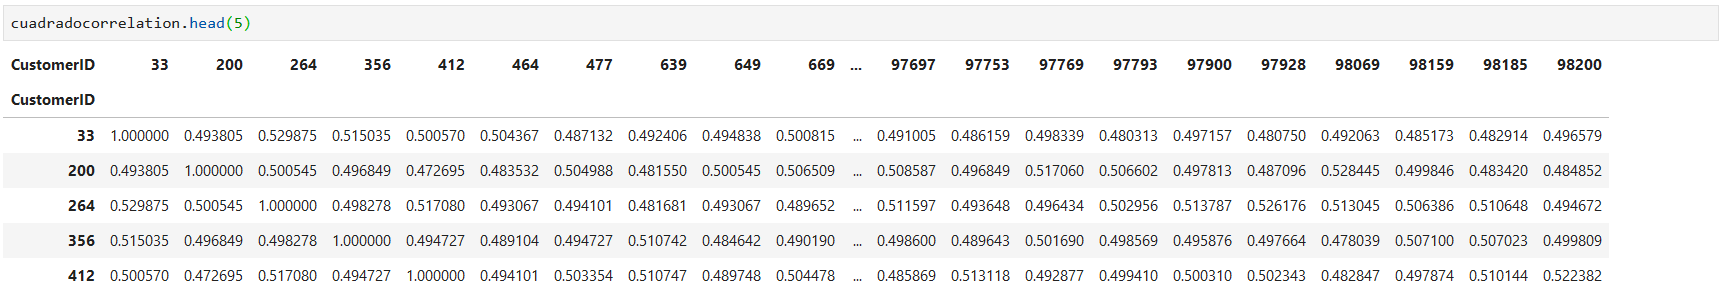 cuadradocorrelation.head(5)
CustomerID 33 200 264 356 412 464 477 639 649 669 ... 97697 97753 97769 97793 97900 97928 98069 98159 98185 98200
CustomerID
33 1.000000 0.493805 0.529875 0.515035 0.500570 0.504367 0.487132 0.492406 0.494838 0.500815 ... 0.491005 0.486159 0.498339 0.480313 0.497157 0.480750 0.492063 0.485173 0.482914 0.496579
200 0.493805 1.000000 0.500545 0.496849 0.472695 0.483532 0.504988 0.481550 0.500545 0.506509 ... 0.508587 0.496849 0.517060 0.506602 0.497813 0.487096 0.528445 0.499846 0.483420 0.484852
264 0.529875 0.500545 1.000000 0.498278 0.517080 0.493067 0.494101 0.481681 0.493067 0.489652 ... 0.511597 0.493648 0.496434 0.502956 0.513787 0.526176 0.513045 0.506386 0.510648 0.494672
356 0.515035 0.496849 0.498278 1.000000 0.494727 0.489104 0.494727 0.510742 0.484642 0.490190 ... 0.498600 0.489643 0.501690 0.498569 0.495876 0.497664 0.478039 0.507100 0.507023 0.499809
412 0.500570 0.472695 0.517080 0.494727 1.000000 0.494101 0.503354 0.510747 0.489748 0.504478 ... 0.485869 0.513118 0.492877 0.499410 0.500310 0.502343 0.482847 0.497874 0.510144 0.522382